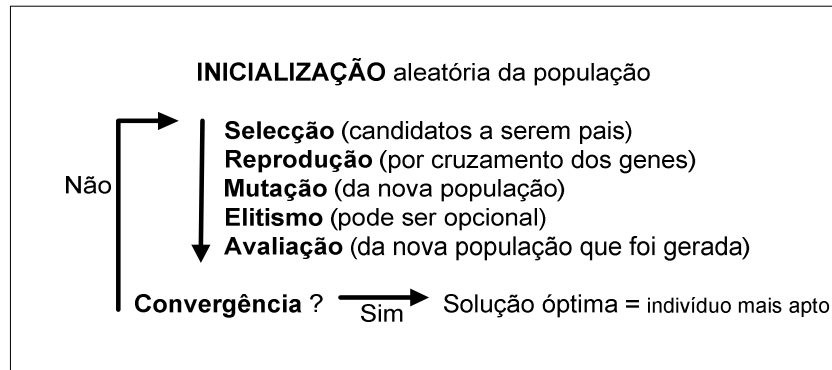 INICIALIZAÇÃO aleatória da população
Selecção (candidatos a serem pais)
Reprodução (por cruzamento dos genes)
Não
Mutação (da nova população)
Elitismo (pode ser opcional)
Avaliação (da nova população que foi gerada)
Convergência ?
Sim
Solução óptima = indivíduo mais apto